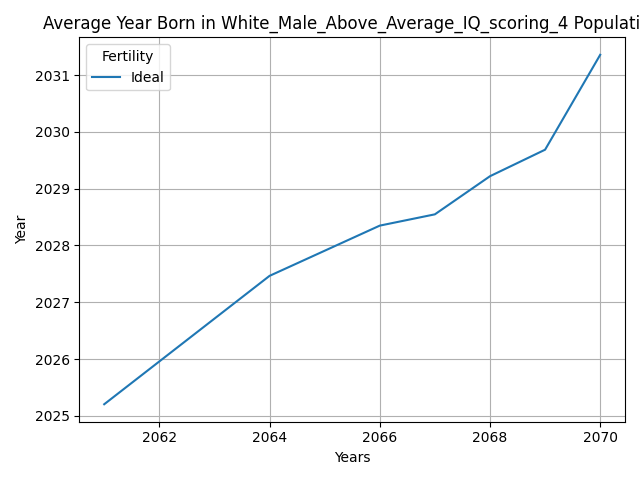 Average Year Born in White_Male_Above_Average_IQ_scoring_4 Populati
Fertility
Ideal
2031
2030
2029
2028
2027
2026
2025
Year
2062 2064 2066 2068 2070
Years